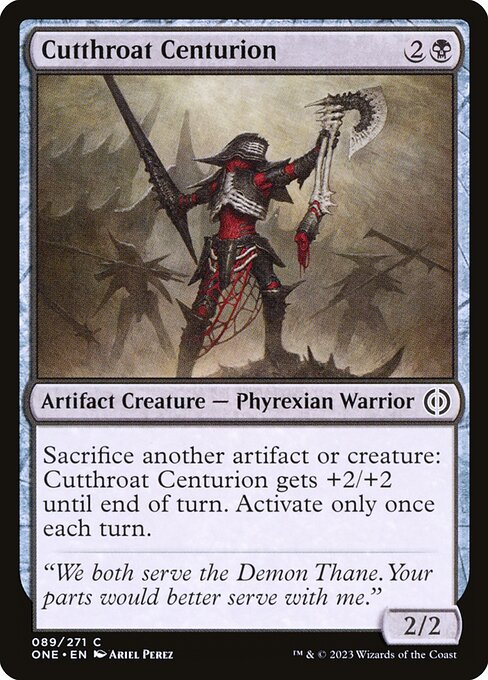 Cutthroat Centurion 2
Artifact Creature — Phyrexian Warrior
Sacrifice another artifact or creature:
Cutthroat Centurion gets +2/+2
until end of turn. Activate only once
each turn.
“We both serve the Demon Thane. Your
parts would better serve with me.”
2/2
089/271 C
ONE • EN Ariel Perez
™ & © 2023 Wizards of the Coast